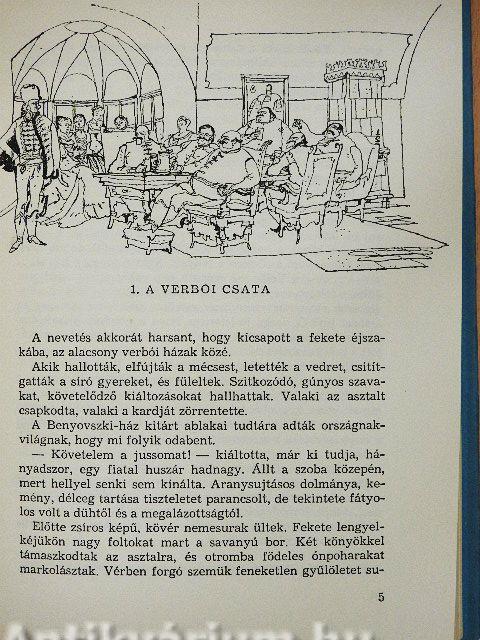 1. A VERBOI CSATA
A nevetés akkorát harsant, hogy kicsapott a fekete éjsza-
kába, az alacsony verbói házak közé.
Akik hallották, elfújták a mécsest, letették a vedret, csitít-
gatták a síró gyereket, és füleltek. Szitkozódó, gúnyos szava-
kat, követelődző kiáltozásokat hallhattak. Valaki az asztalt
csapkodta, valaki a kardját zörrentette.
A Benyovszki-ház kitárt ablakai tudtára adták országnak-
világnak, hogy mi folyik odabent.
— Követelem a jussomat! — kiáltotta, már ki tudja, há-
nyadszor, egy fiatal huszár hadnagy. Állt a szoba közepén,
mert hellyel senki sem kínálta. Aranysujtásos dolmánya, ke-
mény, délceg tartása tiszteletet parancsolt, de tekintete fátyo-
los volt a dühtől és a megalázottságtól.
Előtte zsíros képű, kövér nemesurak ültek. Fekete lengyel-
kéjükön nagy foltokat mart a savanyú bor. Két könyökkel
támaszkodtak az asztalra, és otromba födeles ónpoharakat
markolásztak. Vérben forgó szemük feneketlen gyűlöletet su-
5
Antikvárium.hu